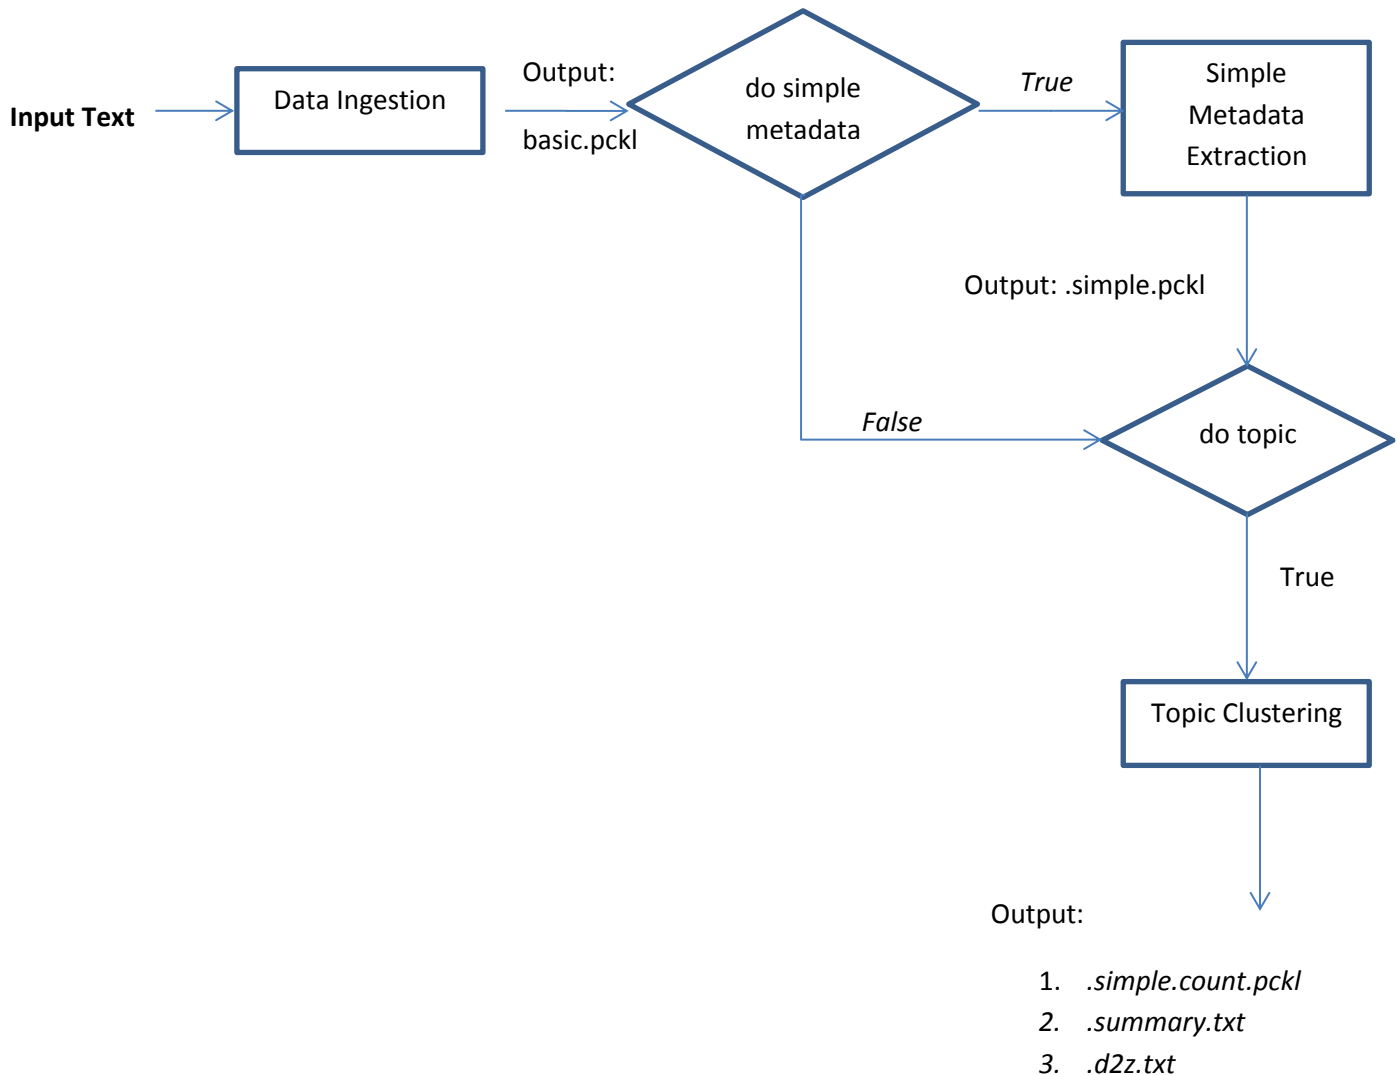 Input Text
Data Ingestion
Output:
basic.pckl
do simple
metadata
True
Simple
Metadata
Extraction
Output: .simple.pckl
False
do topic
True
Topic Clustering
Output:
1. .simple.count.pckl
2. .summary.txt
3. .d2z.txt